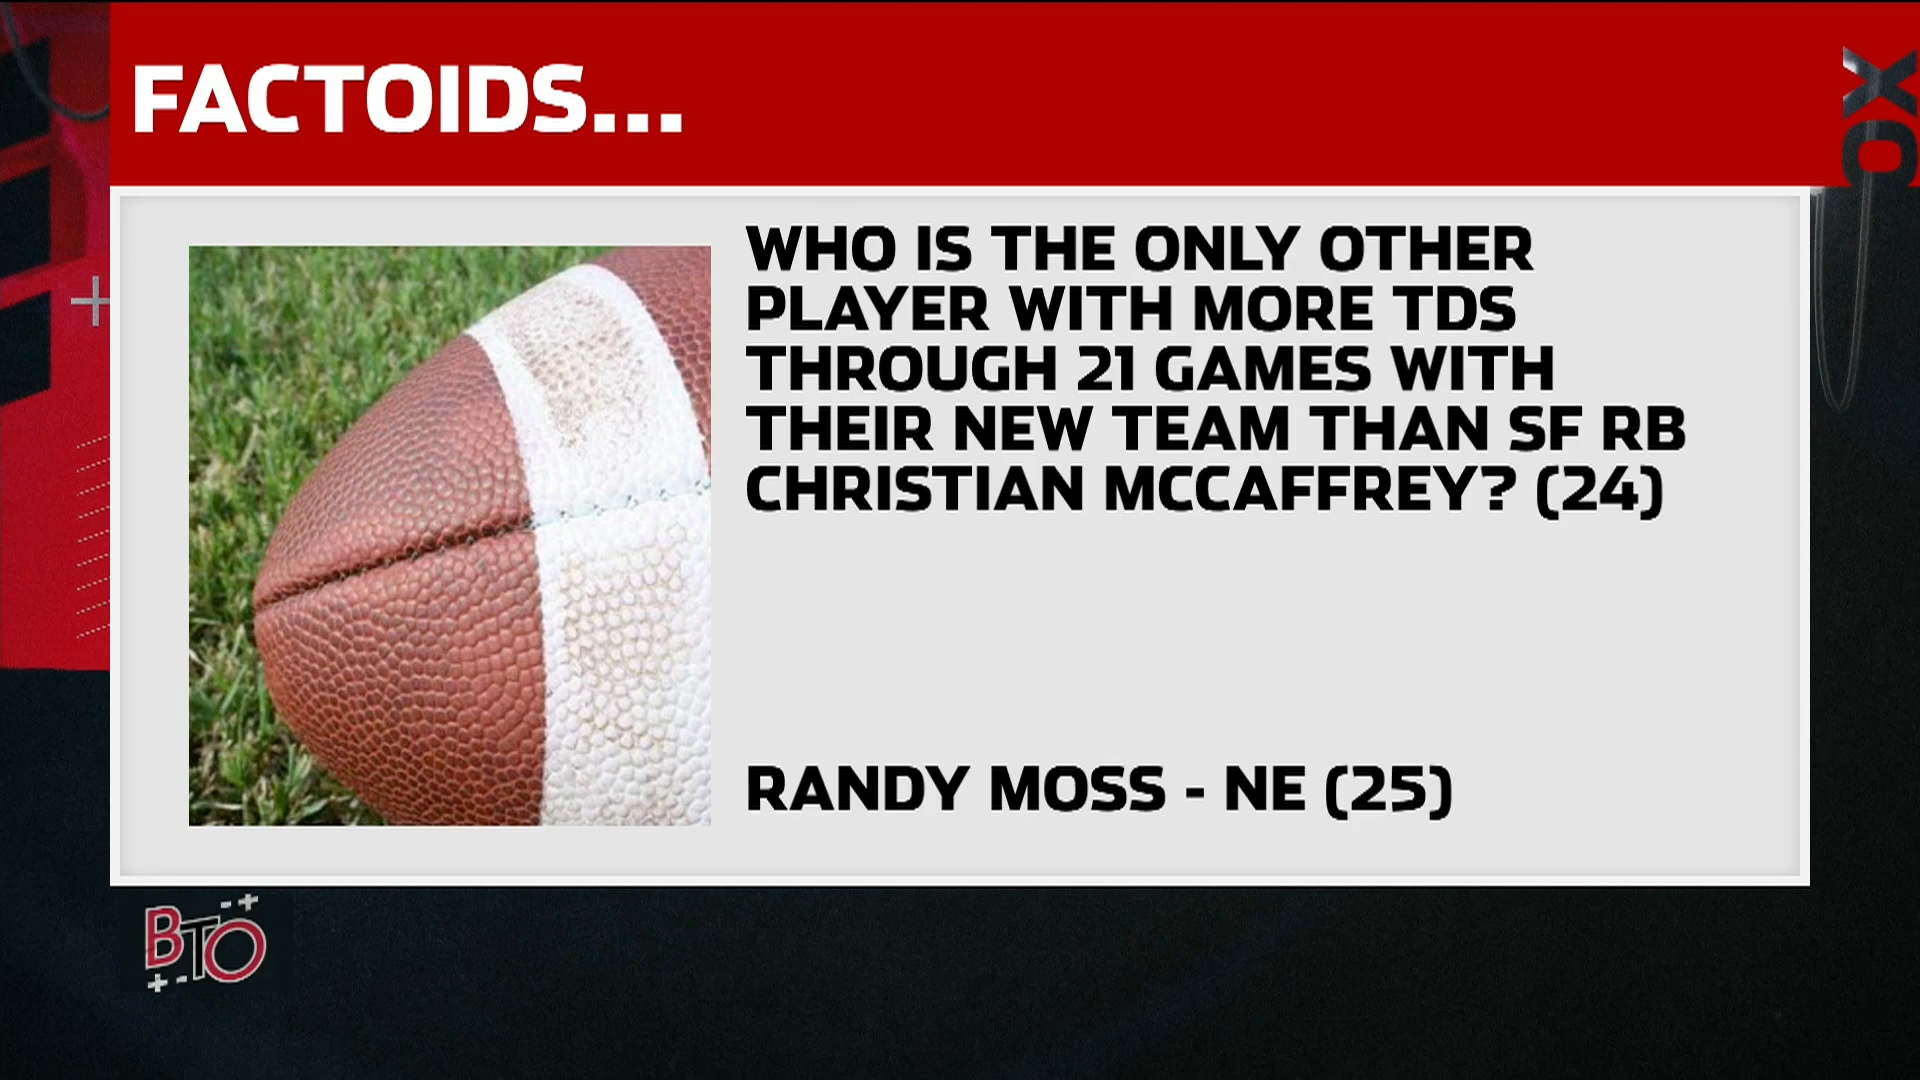 FACTOIDS...
XO
WHO IS THE ONLY OTHER
PLAYER WITH MORE TDS
THROUGH 21 GAMES WITH
THEIR NEW TEAM THAN SF RB
CHRISTIAN MCCAFFREY? (24)
RANDY MOSS - NE (25)
BTO